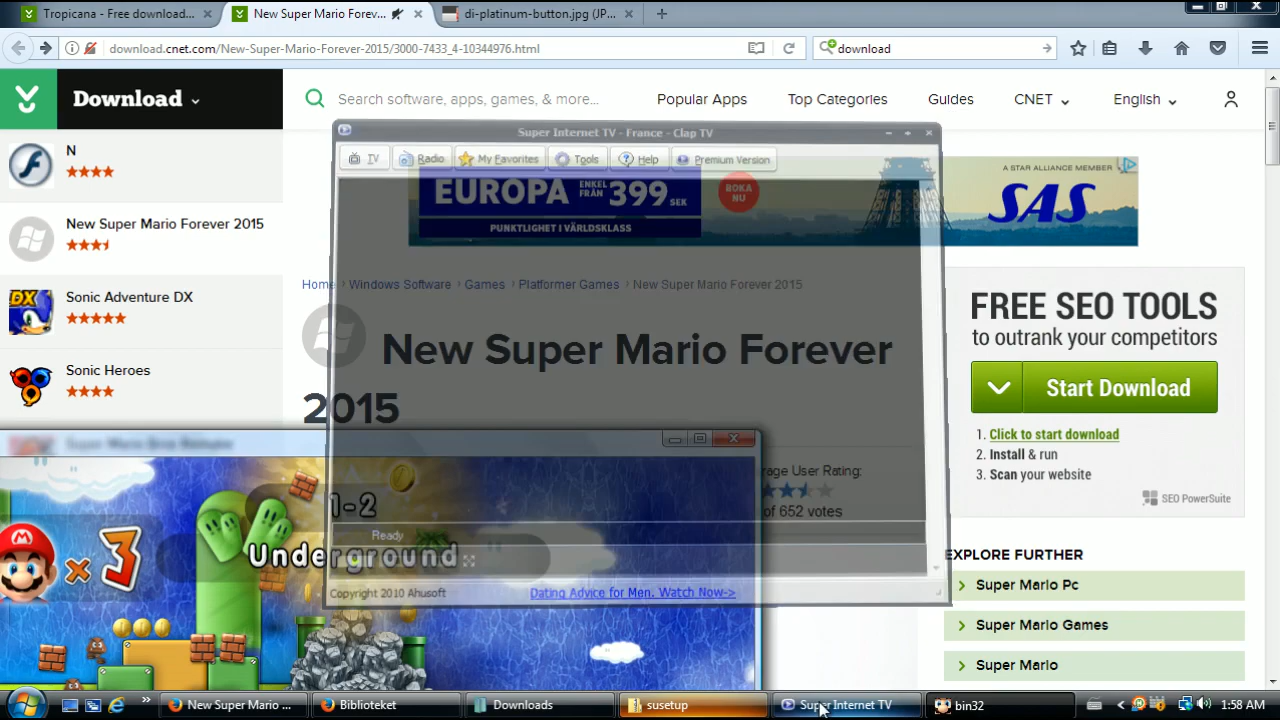 Tropicana - Free download...
New Super Mario Forev...
di-platinum-button.jpg (JP...
download.cnet.com/New-Super-Mario-Forever-2015/3000-7433_4-10344976.html
download
Download
Search software, apps, games, & more...
Popular Apps
Top Categories
Guides
CNET
English
N
New Super Mario Forever 2015
Sonic Adventure DX
Sonic Heroes
Super Mario Bros Remake
Super Internet TV - France - Clap TV
TV
Radio
My Favorites
Tools
Help
Premium Version
EUROPA ENKEL FRÅN 399 SEK
PUNKTLIGHET I VÄRLDSKLASS
BOKA NU
A STAR ALLIANCE MEMBER
SAS
Home
Windows Software
Games
Platformer Games
New Super Mario Forever 2015
New Super Mario Forever
2015
FREE SEO TOOLS
to outrank your competitors
Start Download
1. Click to start download
2. Install & run
3. Scan your website
SEO PowerSuite
rage User Rating:
of 652 votes
1-2
Underground
x 3
Ready
Copyright 2010 Ahusoft
Dating Advice for Men. Watch Now->
EXPLORE FURTHER
Super Mario Pc
Super Mario Games
Super Mario
New Super Mario ...
Biblioteket
Downloads
susetup
Super Internet TV
bin32
1:58 AM